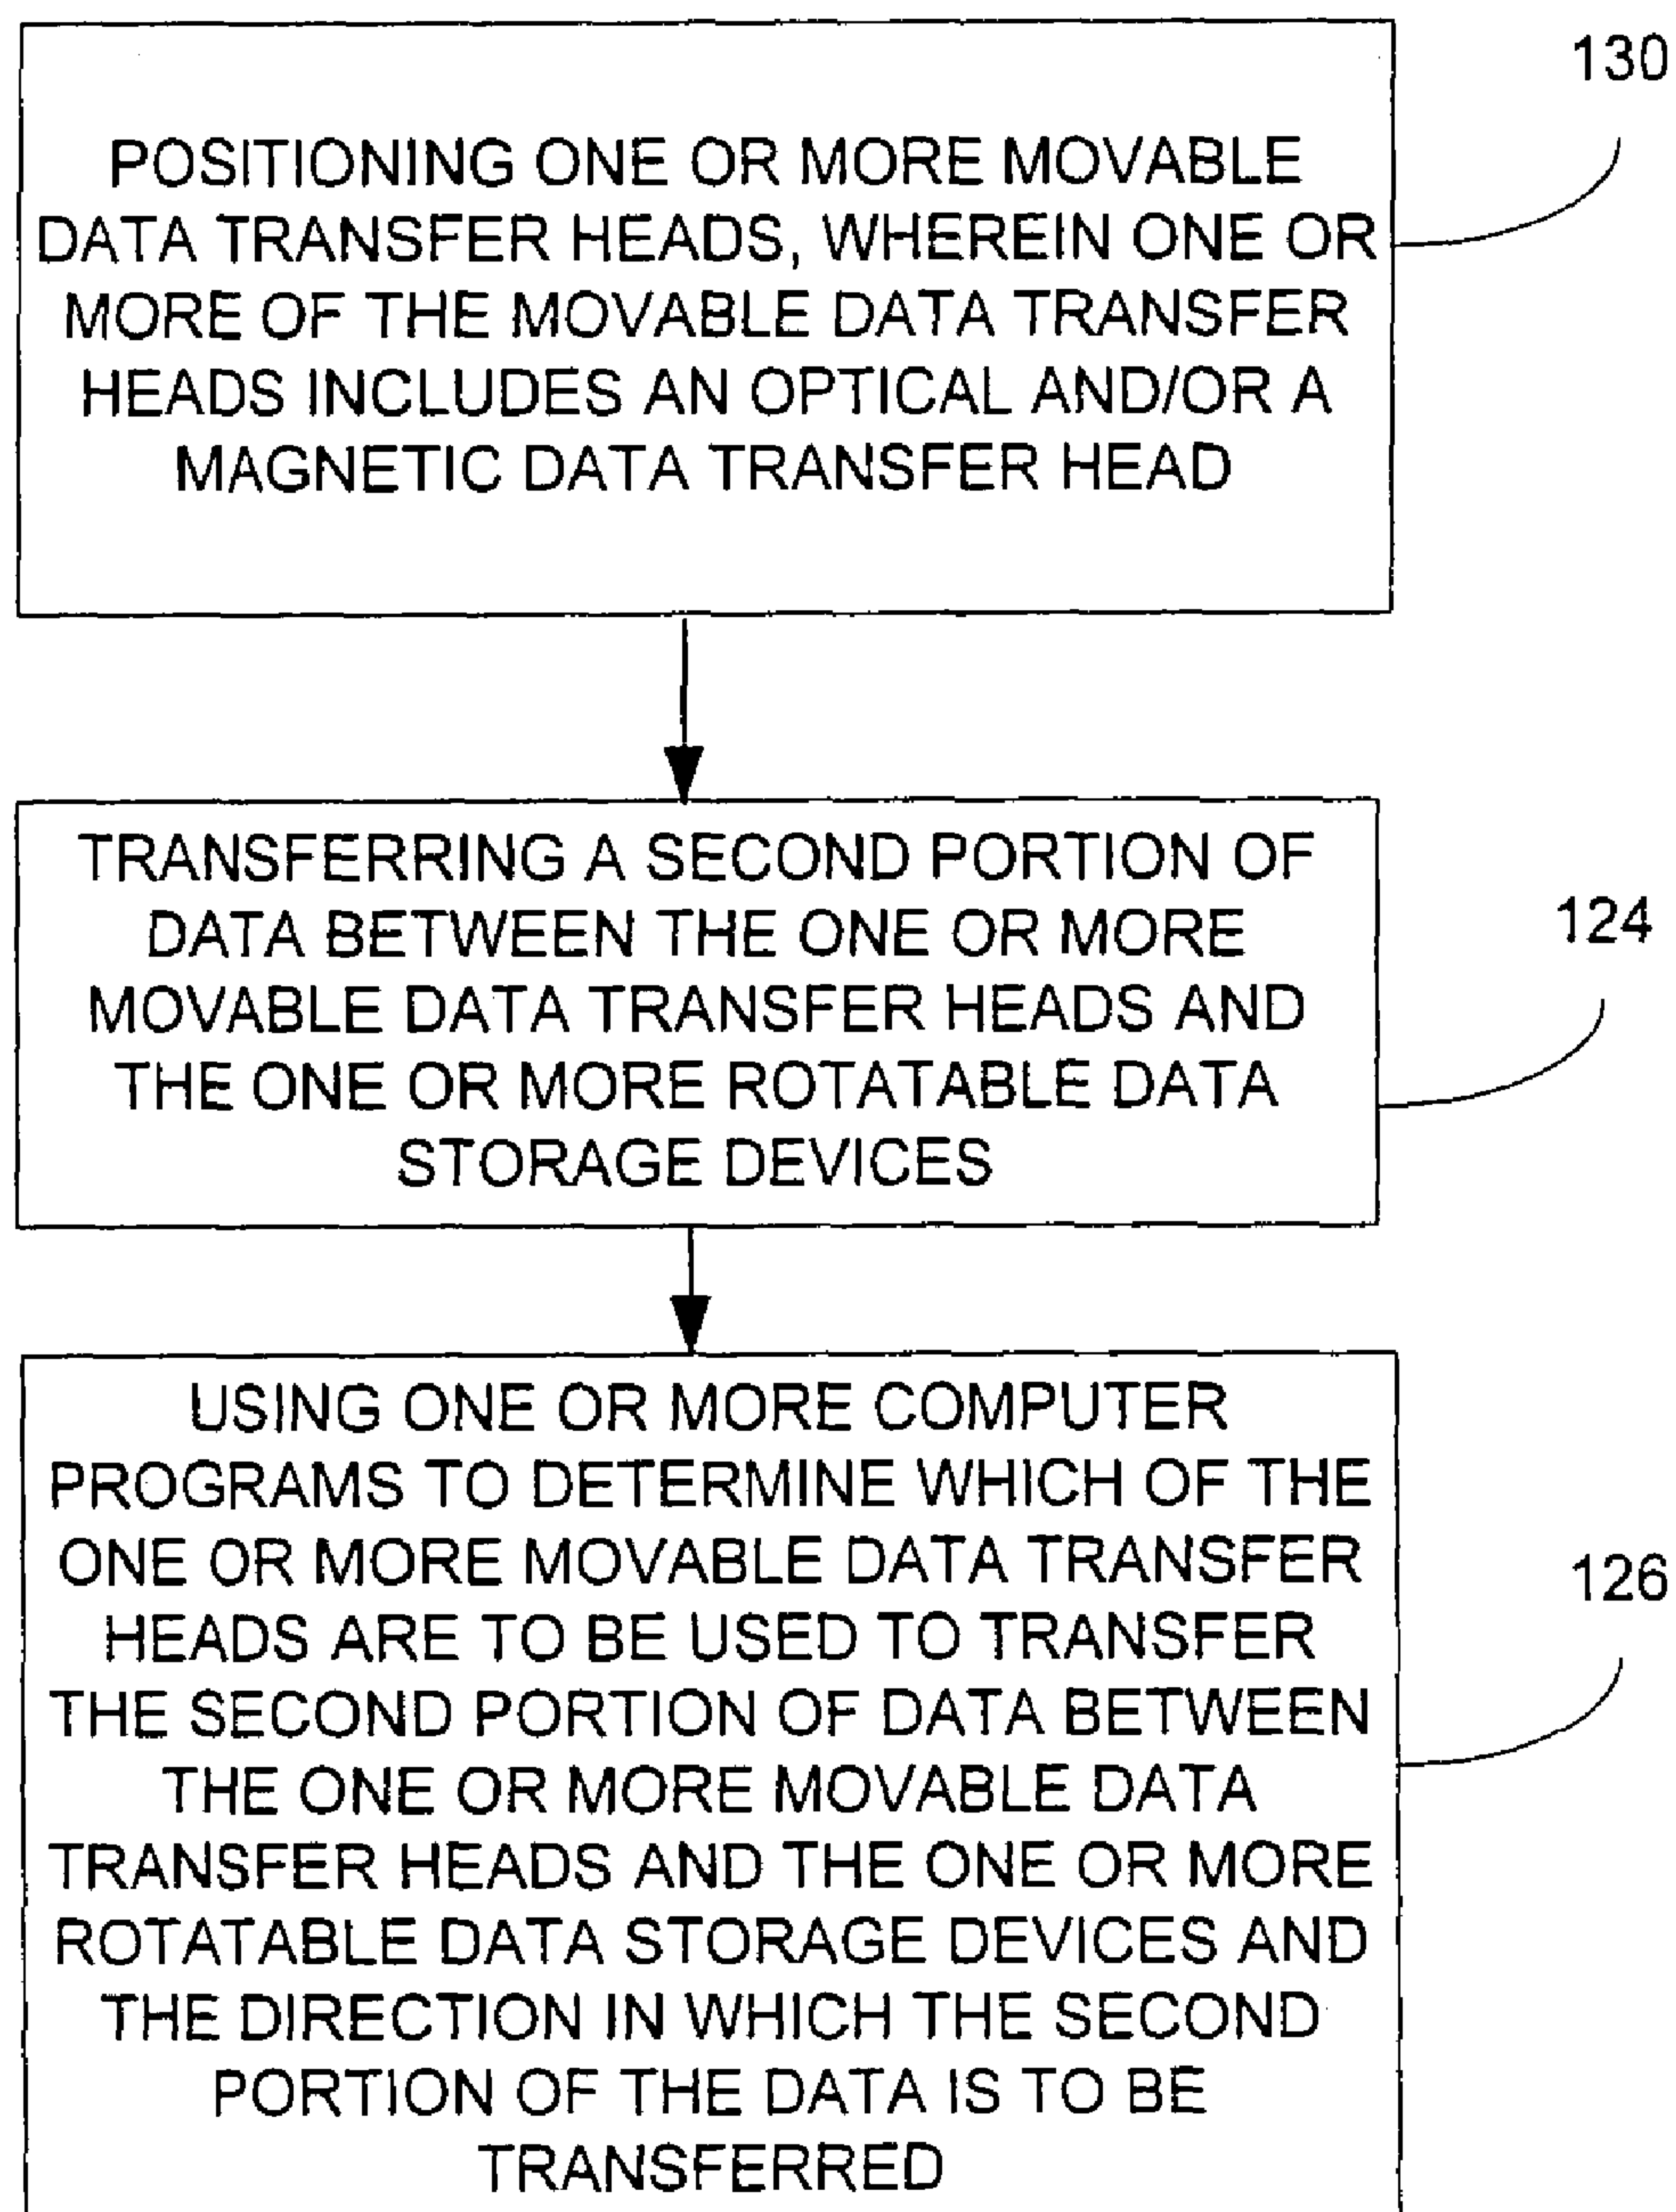 130
POSITIONING ONE OR MORE MOVABLE
DATA TRANSFER HEADS, WHEREIN ONE OR
MORE OF THE MOVABLE DATA TRANSFER
HEADS INCLUDES AN OPTICAL AND/OR A
MAGNETIC DATA TRANSFER HEAD
TRANSFERRING A SECOND PORTION OF
DATA BETWEEN THE ONE OR MORE
MOVABLE DATA TRANSFER HEADS AND
THE ONE OR MORE ROTATABLE DATA
STORAGE DEVICES
124
USING ONE OR MORE COMPUTER
PROGRAMS TO DETERMINE WHICH OF THE
ONE OR MORE MOVABLE DATA TRANSFER
HEADS ARE TO BE USED TO TRANSFER
THE SECOND PORTION OF DATA BETWEEN
THE ONE OR MORE MOVABLE DATA
TRANSFER HEADS AND THE ONE OR MORE
ROTATABLE DATA STORAGE DEVICES AND
THE DIRECTION IN WHICH THE SECOND
PORTION OF THE DATA IS TO BE
TRANSFERRED
126